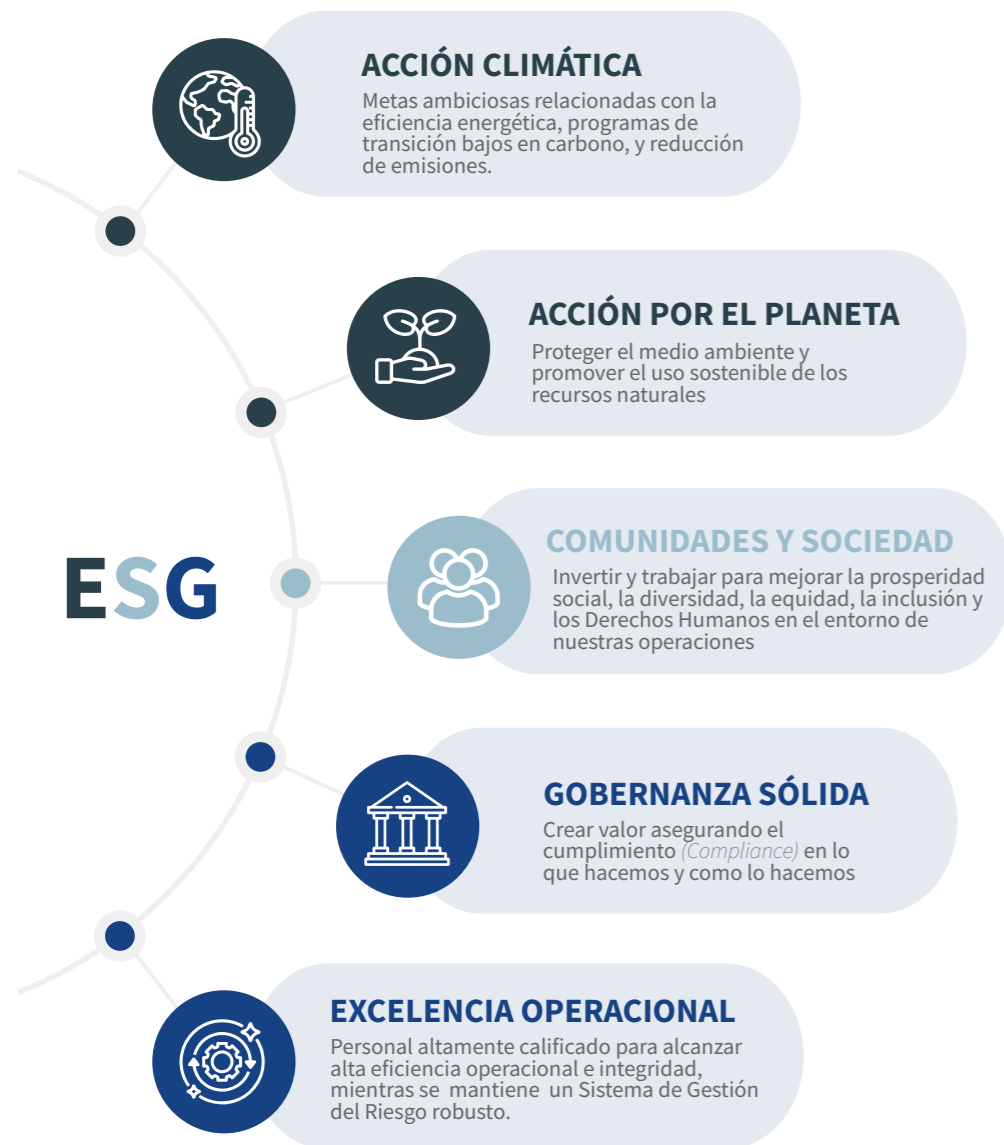 ACCIÓN CLIMÁTICA
Metas ambiciosas relacionadas con la
eficiencia energética, programas de
transición bajos en carbono, y reducción
de emisiones.
ACCIÓN POR EL PLANETA
Proteger el medio ambiente y
promover el uso sostenible de los
recursos naturales
ESG
COMUNIDADES Y SOCIEDAD
Invertir y trabajar para mejorar la prosperidad
social, la diversidad, la equidad, la inclusión y
los Derechos Humanos en el entorno de
nuestras operaciones
GOBERNANZA SÓLIDA
Crear valor asegurando el
cumplimiento (Compliance) en lo
que hacemos y como lo hacemos
EXCELENCIA OPERACIONAL
Personal altamente calificado para alcanzar
alta eficiencia operacional e integridad,
mientras se mantiene un Sistema de Gestión
del Riesgo robusto.